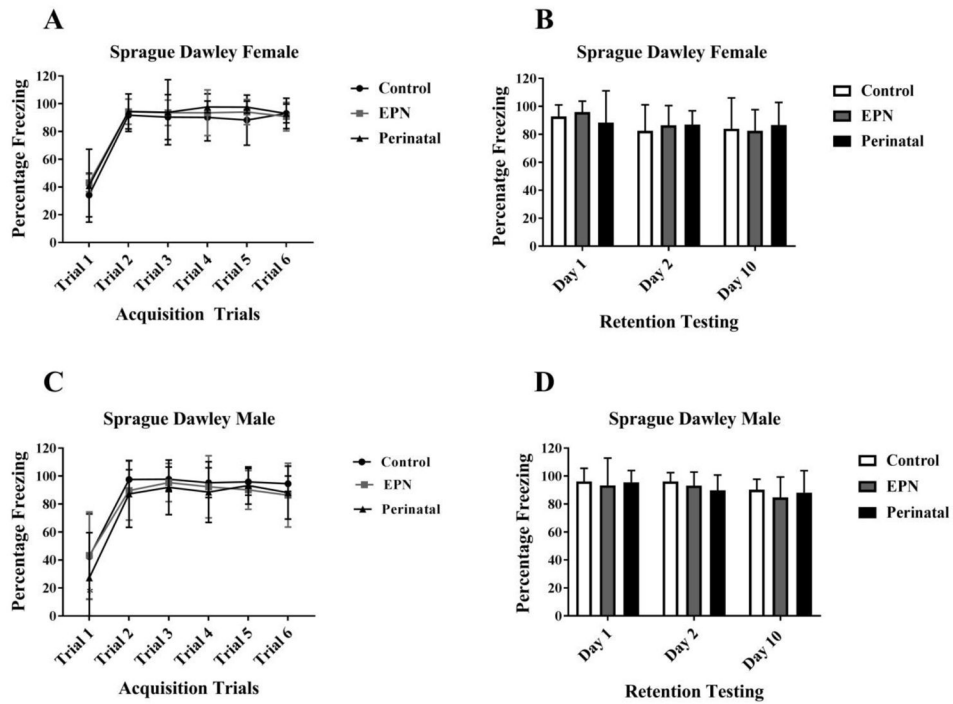 A
Sprague Dawley Female
Percentage Freezing
120
100
80
60
40
20
0
Trial 1
Trial 2
Trial 3
Trial 4
Trial 5
Trial 6
Acquisition Trials
Control
EPN
Perinatal
B
Sprague Dawley Female
Percenatge Freezing
120
100
80
60
40
20
0
Day 1
Day 2
Day 10
Retention Testing
Control
EPN
Perinatal
C
Sprague Dawley Male
Percentage Freezing
120
100
80
60
40
20
0
Trial 1
Trial 2
Trial 3
Trial 4
Trial 5
Trial 6
Acquisition Trials
Control
EPN
Perinatal
D
Sprague Dawley Male
Percentage Freezing
120
100
80
60
40
20
0
Day 1
Day 2
Day 10
Retention Testing
Control
EPN
Perinatal